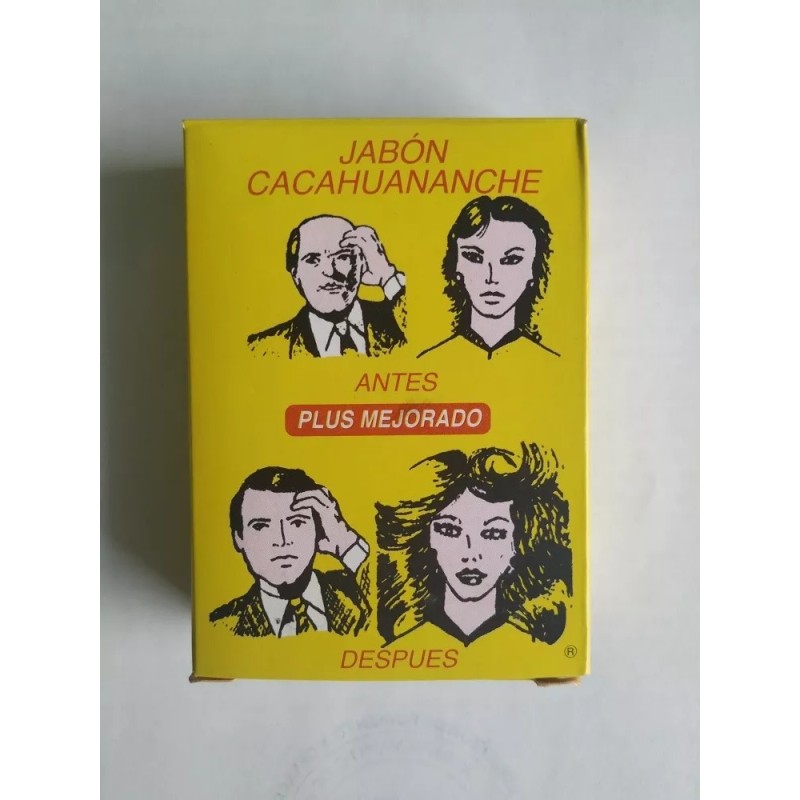 JABÓN
CACAHUANANCHE
ANTES
PLUS MEJORADO
DESPUES
®